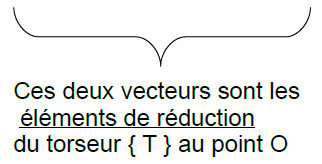 Ces deux vecteurs sont les
éléments de réduction
du torseur { T } au point O